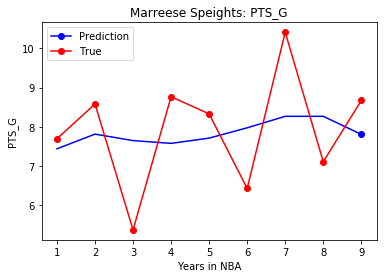 Marreese Speights: PTS_G
Prediction
True
PTS_G
10
9
8
7
6
1 2 3 4 5 6 7 8 9
Years in NBA